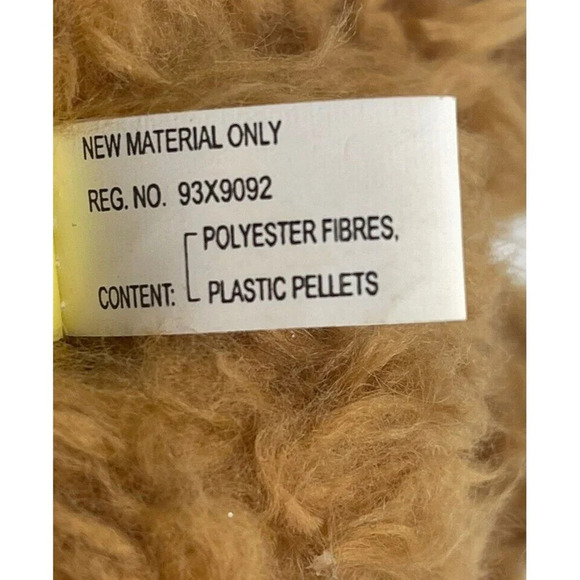 NEW MATERIAL ONLY
REG. NO. 93X9092
POLYESTER FIBRES,
CONTENT: PLASTIC PELLETS